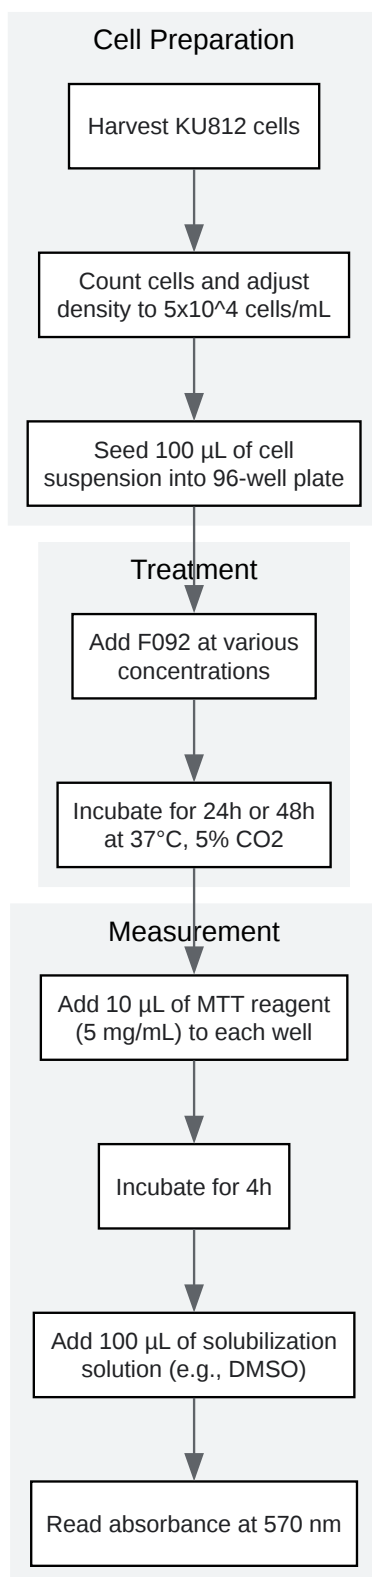 Cell Preparation
Harvest KU812 cells
Count cells and adjust
density to 5x10^4 cells/mL
Seed 100 µL of cell
suspension into 96-well plate
Treatment
Add F092 at various
concentrations
Incubate for 24h or 48h
at 37°C, 5% CO2
Measurement
Add 10 µL of MTT reagent
(5 mg/mL) to each well
Incubate for 4h
Add 100 µL of solubilization
solution (e.g., DMSO)
Read absorbance at 570 nm